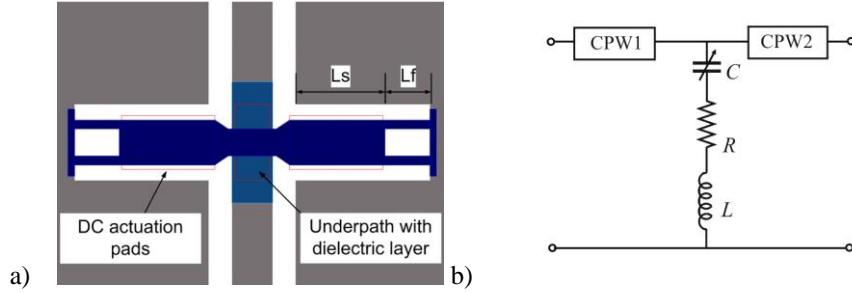 Ls
Lf
DC actuation
pads
Underpath with
dielectric layer
a)
CPW1
CPW2
C
R
L
b)